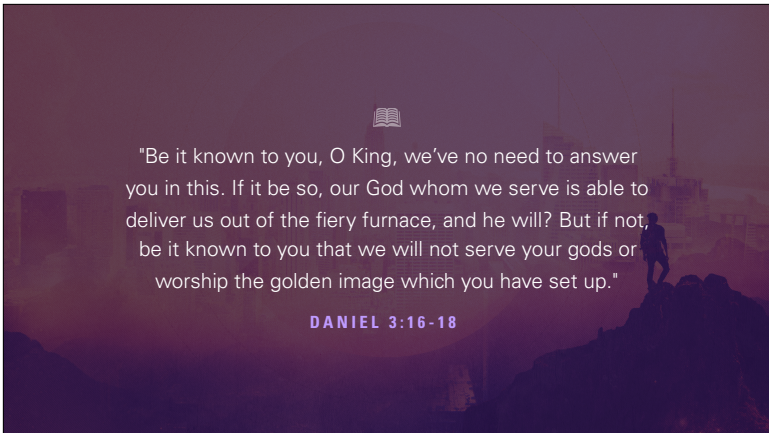 "Be it known to you, O King, we’ve no need to answer
you in this. If it be so, our God whom we serve is able to
deliver us out of the fiery furnace, and he will? But if not,
be it known to you that we will not serve your gods or
worship the golden image which you have set up."
DANIEL 3:16-18